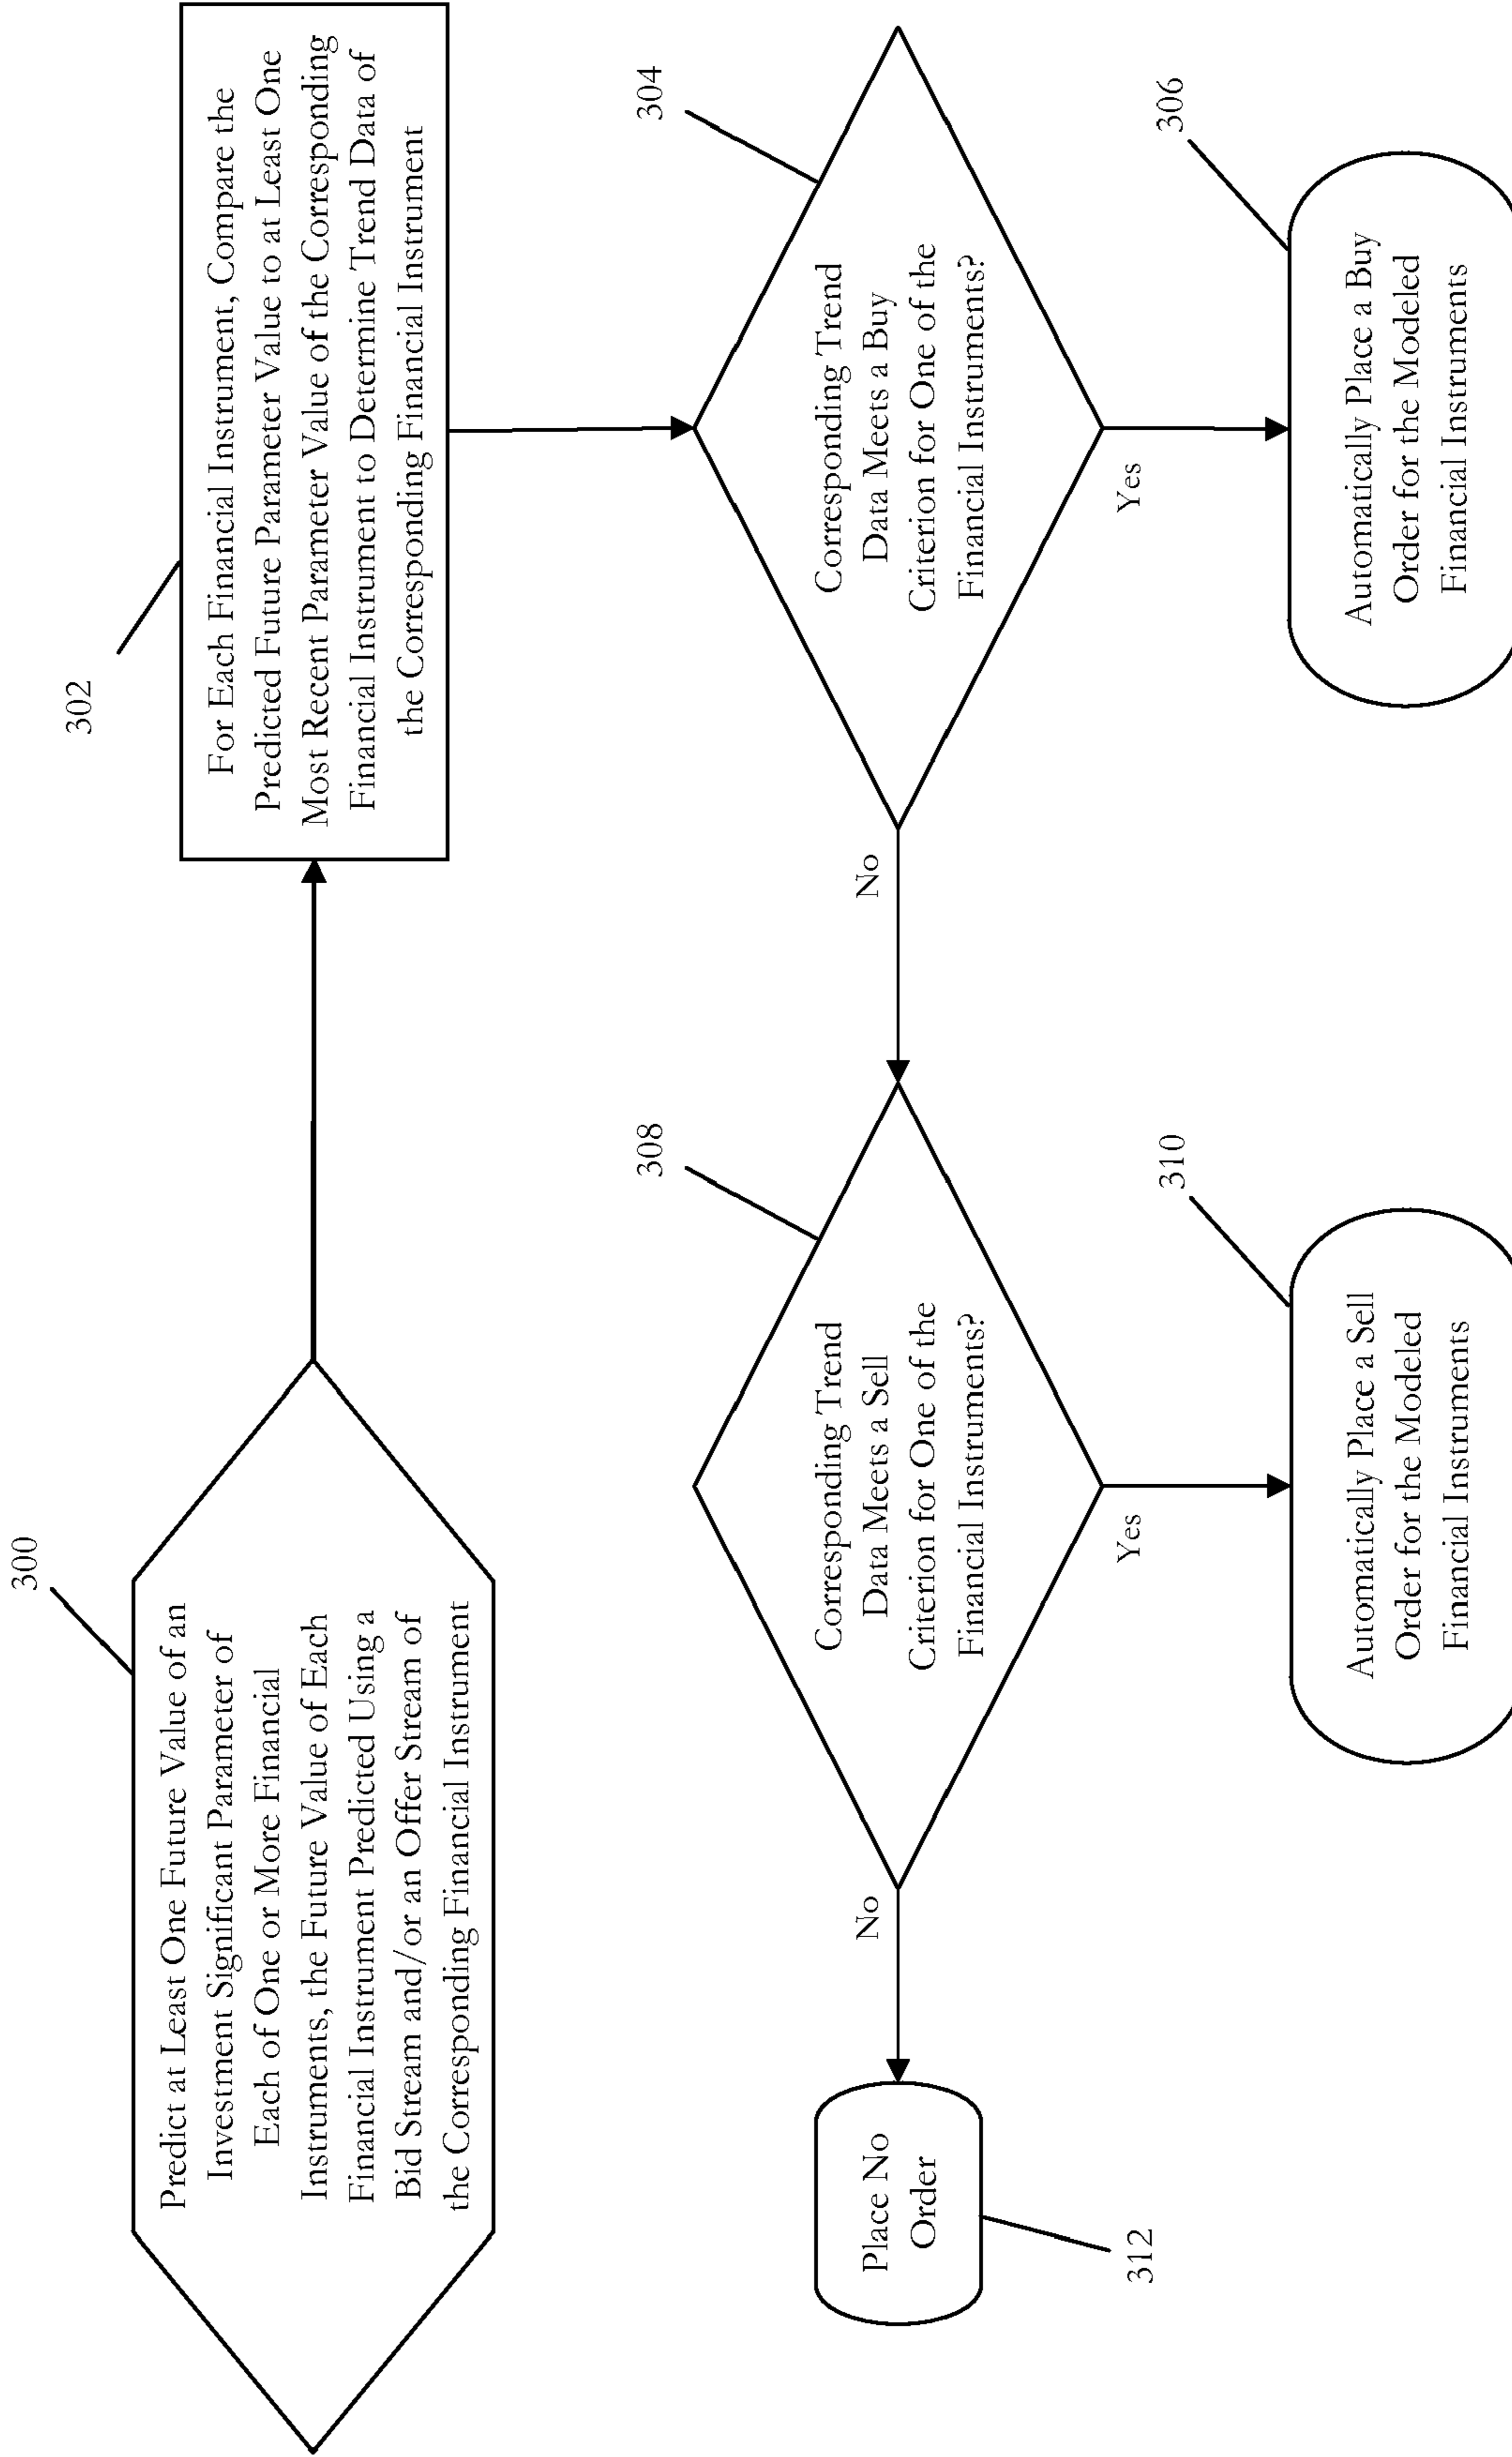 300
Predict at Least One Future Value of an
Investment Significant Parameter of
Each of One or More Financial
Instruments, the Future Value of Each
Financial Instrument Predicted Using a
Bid Stream and/or an Offer Stream of
the Corresponding Financial Instrument
302
For Each Financial Instrument, Compare the
Predicted Future Parameter Value to at Least One
Most Recent Parameter Value of the Corresponding
Financial Instrument to Determine Trend Data of
the Corresponding Financial Instrument
304
Corresponding Trend
Data Meets a Buy
Criterion for One of the
Financial Instruments?
Yes
306
Automatically Place a Buy
Order for the Modeled
Financial Instruments
No
308
Corresponding Trend
Data Meets a Sell
Criterion for One of the
Financial Instruments?
Yes
310
Automatically Place a Sell
Order for the Modeled
Financial Instruments
No
Place No
Order
312